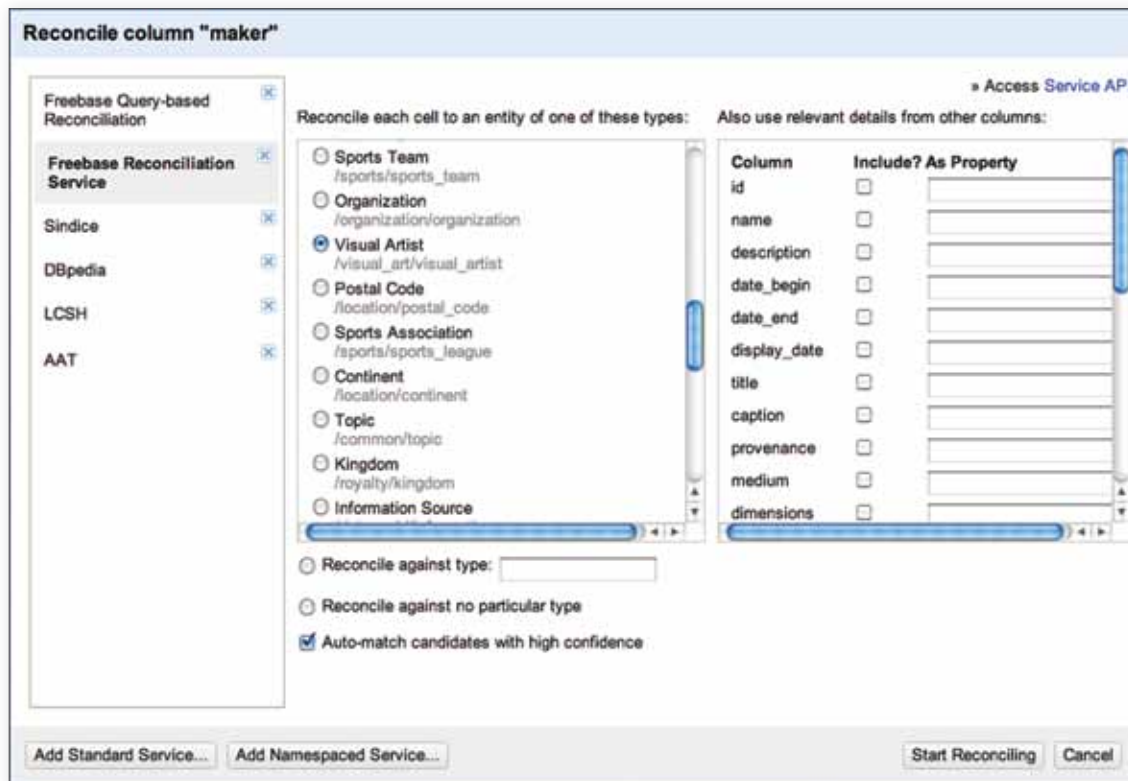 Reconcile column "maker"
Freebase Query-based
Reconciliation
Freebase Reconciliation
Service
Sindice
DBpedia
LCSH
AAT
» Access Service AP
Reconcile each cell to an entity of one of these types:
Sports Team
/sports/sports_team
Organization
/organization/organization
Visual Artist
/visual_art/visual_artist
Postal Code
/location/postal_code
Sports Association
/sports/sports_league
Continent
/location/continent
Topic
/common/topic
Kingdom
/royalty/kingdom
Information Source
Also use relevant details from other columns:
Column Include? As Property
id
name
description
date_begin
date_end
display_date
title
caption
provenance
medium
dimensions
Reconcile against type:
Reconcile against no particular type
Auto-match candidates with high confidence
Add Standard Service... Add Namespaced Service... Start Reconciling Cancel